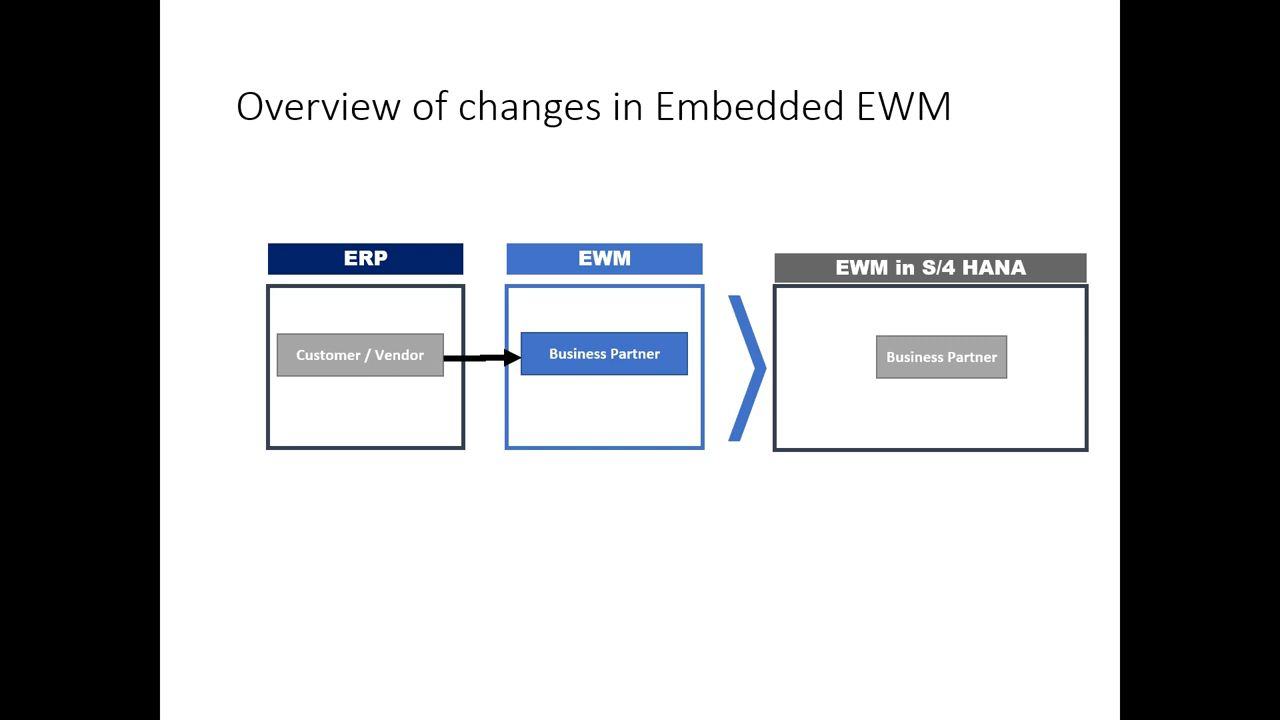 Overview of changes in Embedded EWM
ERP
EWM
EWM in S/4 HANA
Customer / Vendor
Business Partner
Business Partner